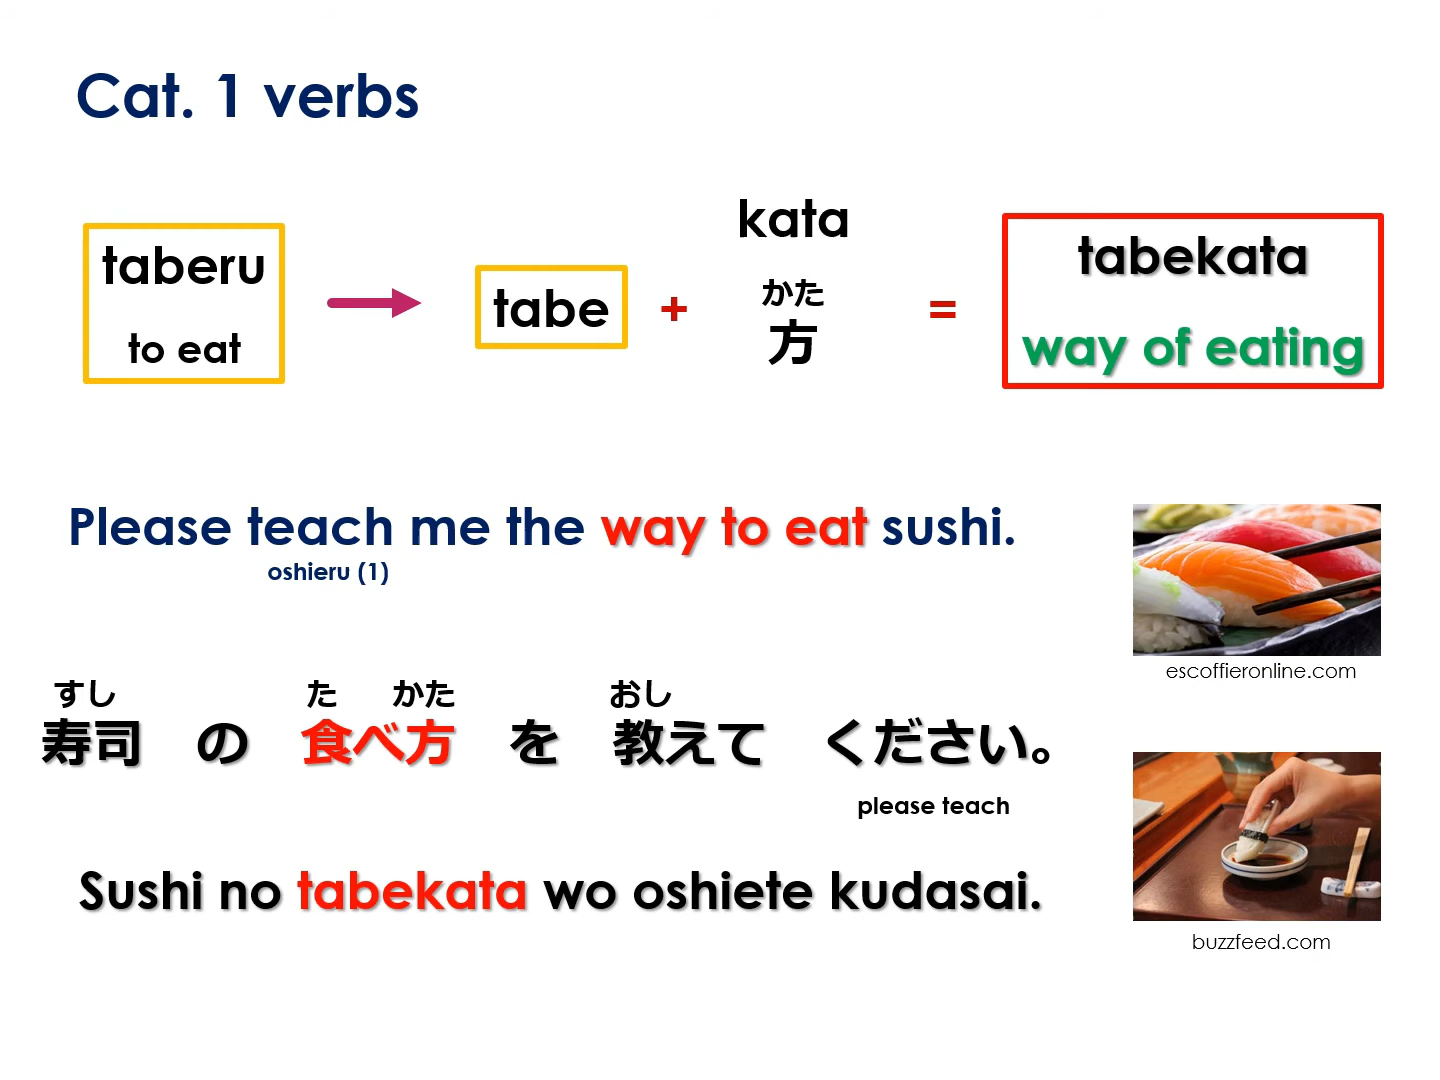 Cat. 1 verbs
taberu
to eat
tabe
+
kata
かた
方
=
tabekata
way of eating
Please teach me the way to eat sushi.
oshieru (1)
すし た かた おし
寿司 の 食べ方 を 教えて ください。
please teach
Sushi no tabekata wo oshiete kudasai.
escoffieronline.com
buzzfeed.com